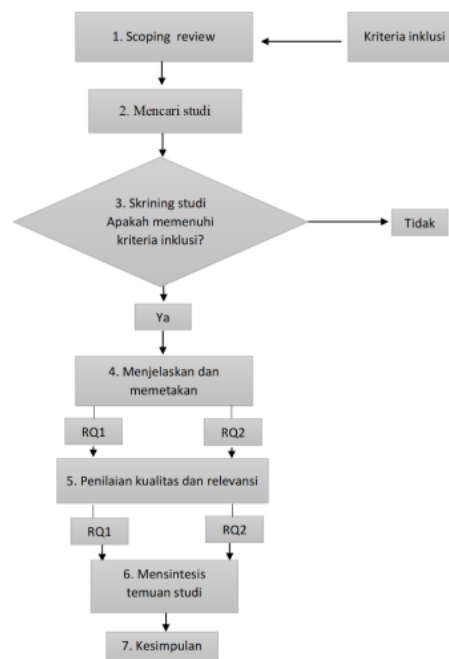 1. Scoping review
Kriteria inklusi
2. Mencari studi
3. Skrining studi
Apakah memenuhi
kriteria inklusi?
Tidak
Ya
4. Menjelaskan dan
memetakan
RQ1
RQ2
5. Penilaian kualitas dan relevansi
RQ1
RQ2
6. Mensintesis
temuan studi
7. Kesimpulan